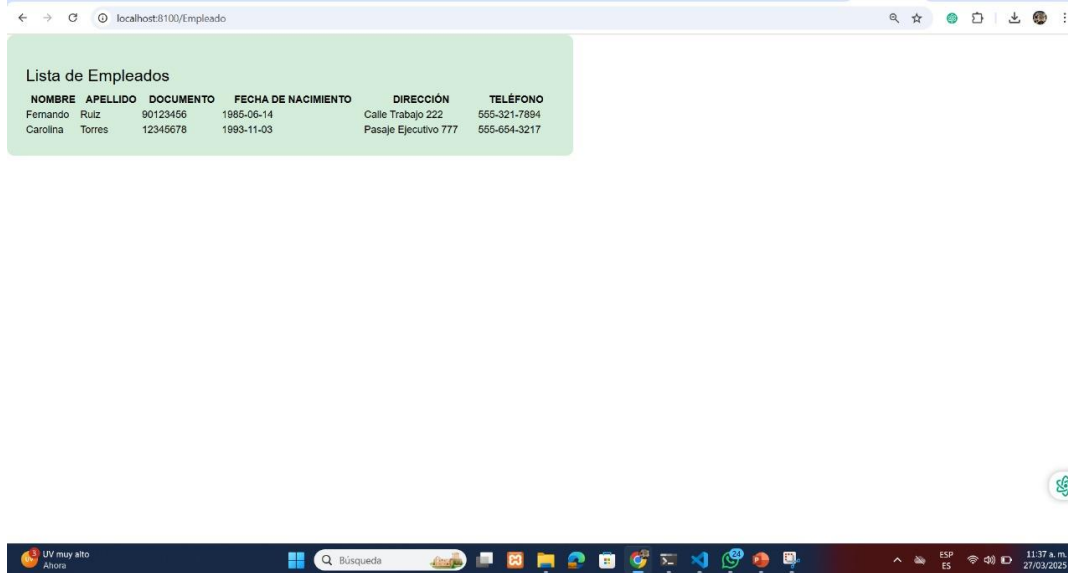 localhost:8100/Empleado
Lista de Empleados
NOMBRE APELLIDO DOCUMENTO FECHA DE NACIMIENTO DIRECCIÓN TELÉFONO
Fernando Ruiz 90123456 1985-06-14 Calle Trabajo 222 555-321-7894
Carolina Torres 12345678 1993-11-03 Pasaje Ejecutivo 777 555-654-3217
3
UV muy alto
Ahora
Búsqueda
29
ESP
ES
11:37 a. m.
27/03/2025